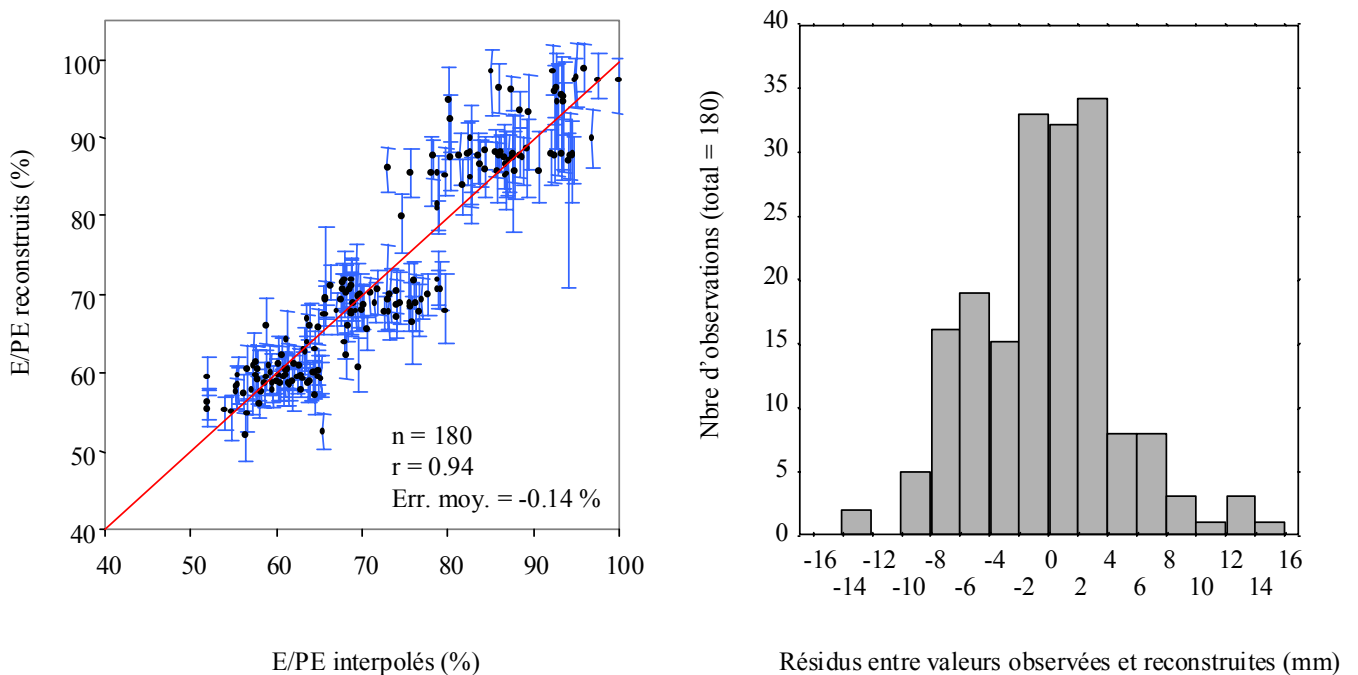 100
90
80
70
60
50
40
E/PE reconstruits (%)
n = 180
r = 0.94
Err. moy. = -0.14 %
40 50 60 70 80 90 100
E/PE interpolés (%)
40
35
30
25
20
15
10
5
0
Nbre d'observations (total = 180)
-16 -12 -8 -4 0 4 8 12 16
-14 -10 -6 -2 2 6 10 14
Résidus entre valeurs observées et reconstruites (mm)